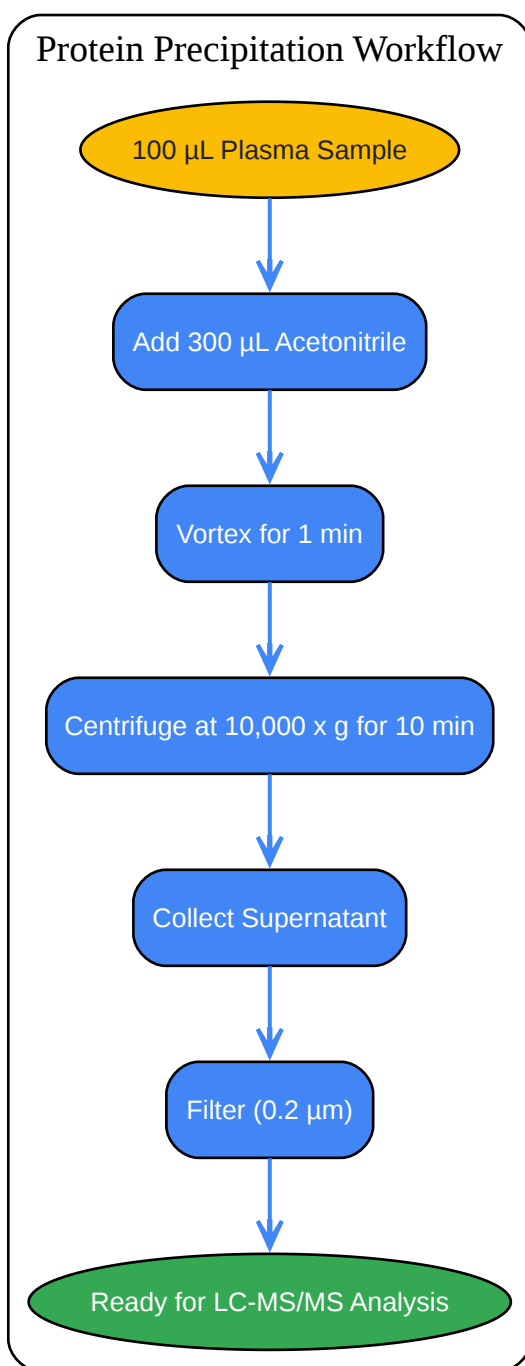 Protein Precipitation Workflow
100 µL Plasma Sample
Add 300 µL Acetonitrile
Vortex for 1 min
Centrifuge at 10,000 x g for 10 min
Collect Supernatant
Filter (0.2 µm)
Ready for LC-MS/MS Analysis